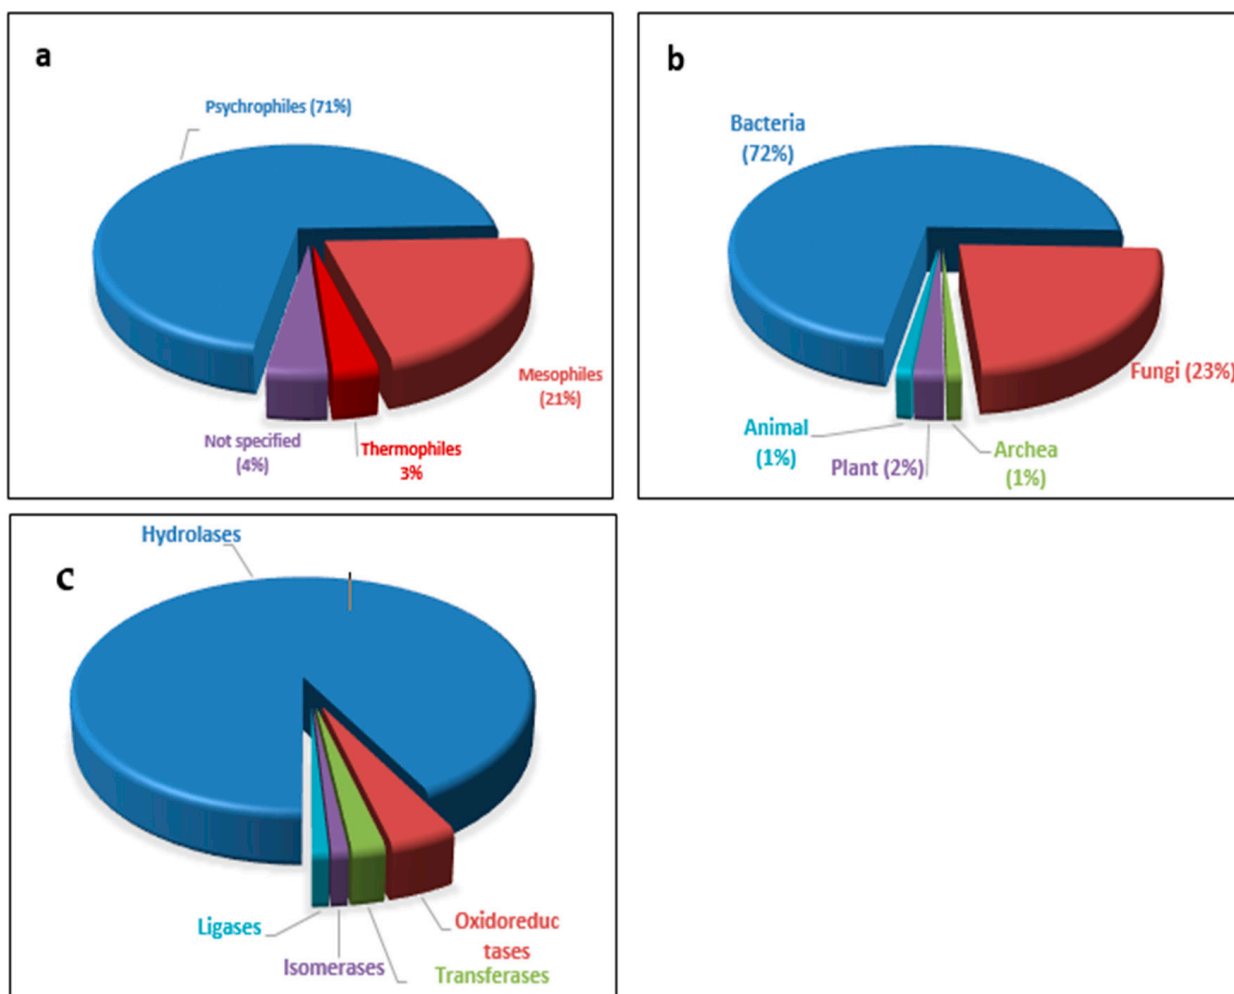 a
Psychrophiles (71%)
Mesophiles
(21%)
Not specified
(4%)
Thermophiles
3%
b
Bacteria
(72%)
Fungi (23%)
Animal
(1%)
Plant (2%)
Archea
(1%)
c
Hydrolases
Ligases
Oxidoreduc
tases
Isomerases
Transferases